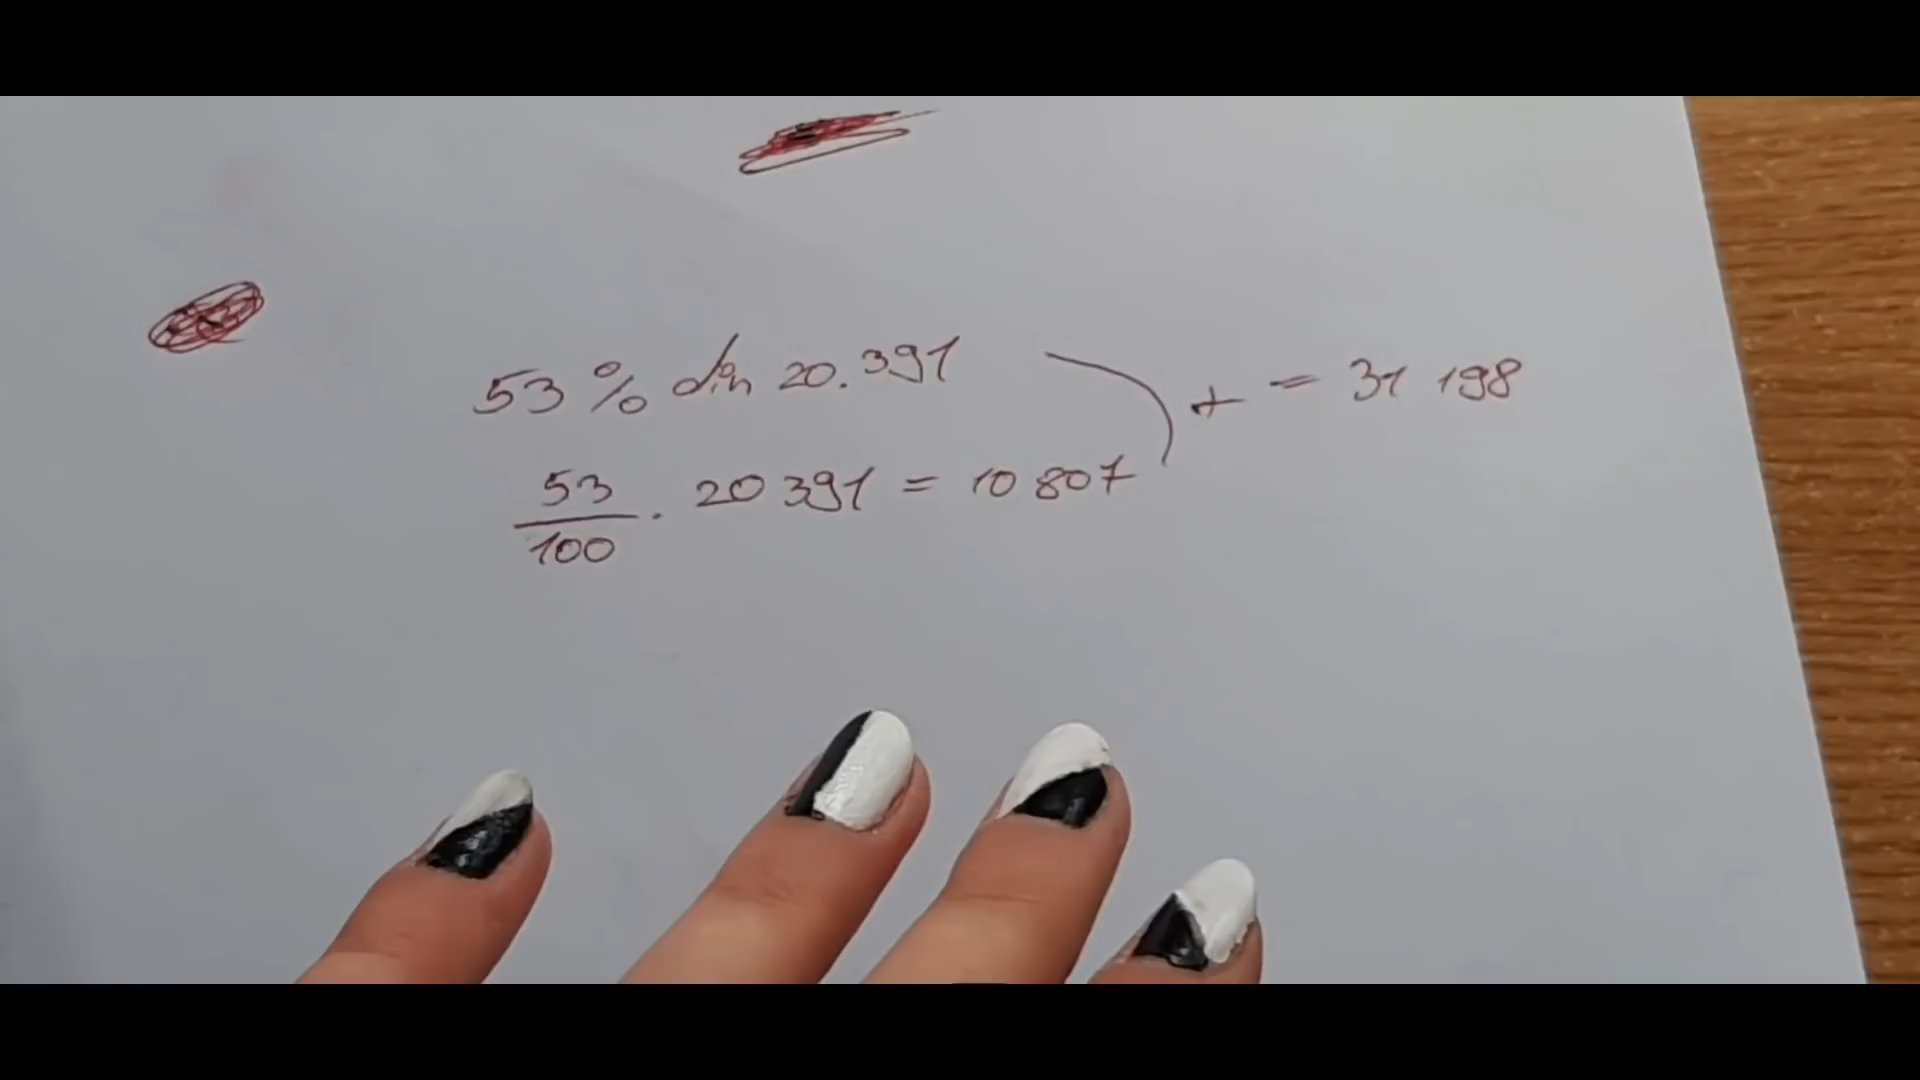 53 % din 20.391 + = 31 198
53/100 . 20 391 = 10 807